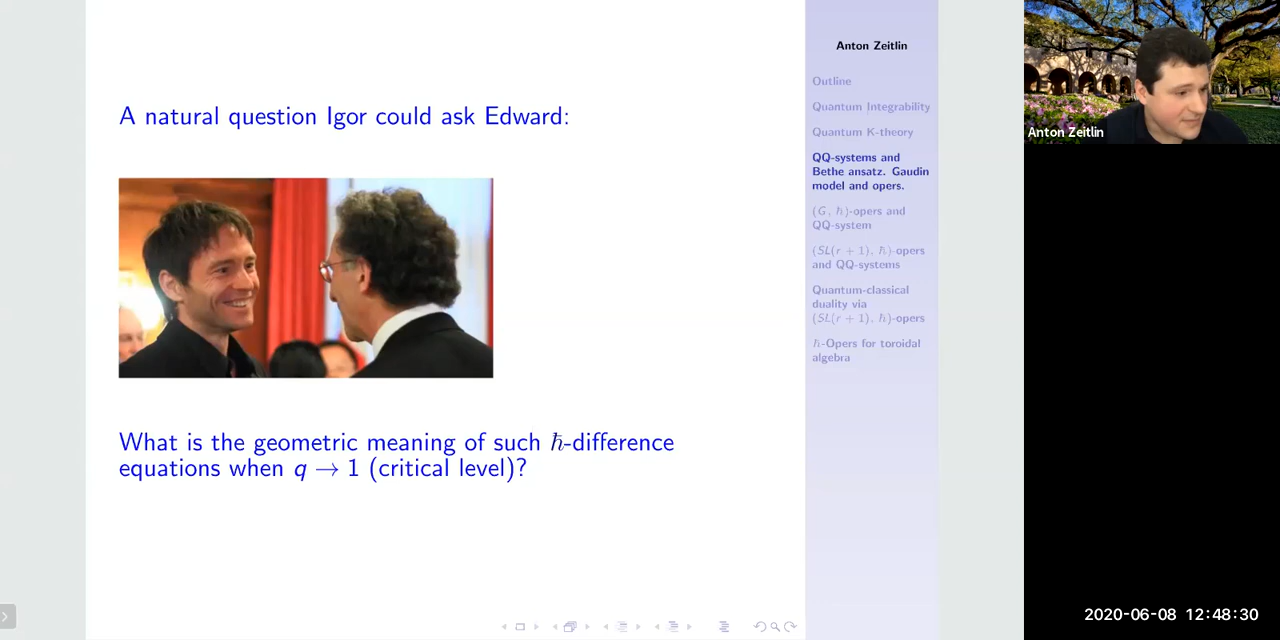 A natural question Igor could ask Edward:
What is the geometric meaning of such ℏ-difference
equations when q → 1 (critical level)?
Anton Zeitlin
Outline
Quantum Integrability
Quantum K-theory
QQ-systems and
Bethe ansatz. Gaudin
model and opers.
(G, ℏ)-opers and
QQ-system
(SL(r + 1), ℏ)-opers
and QQ-systems
Quantum-classical
duality via
(SL(r + 1), ℏ)-opers
ℏ-Opers for toroidal
algebra
Anton Zeitlin
2020-06-08 12:48:30